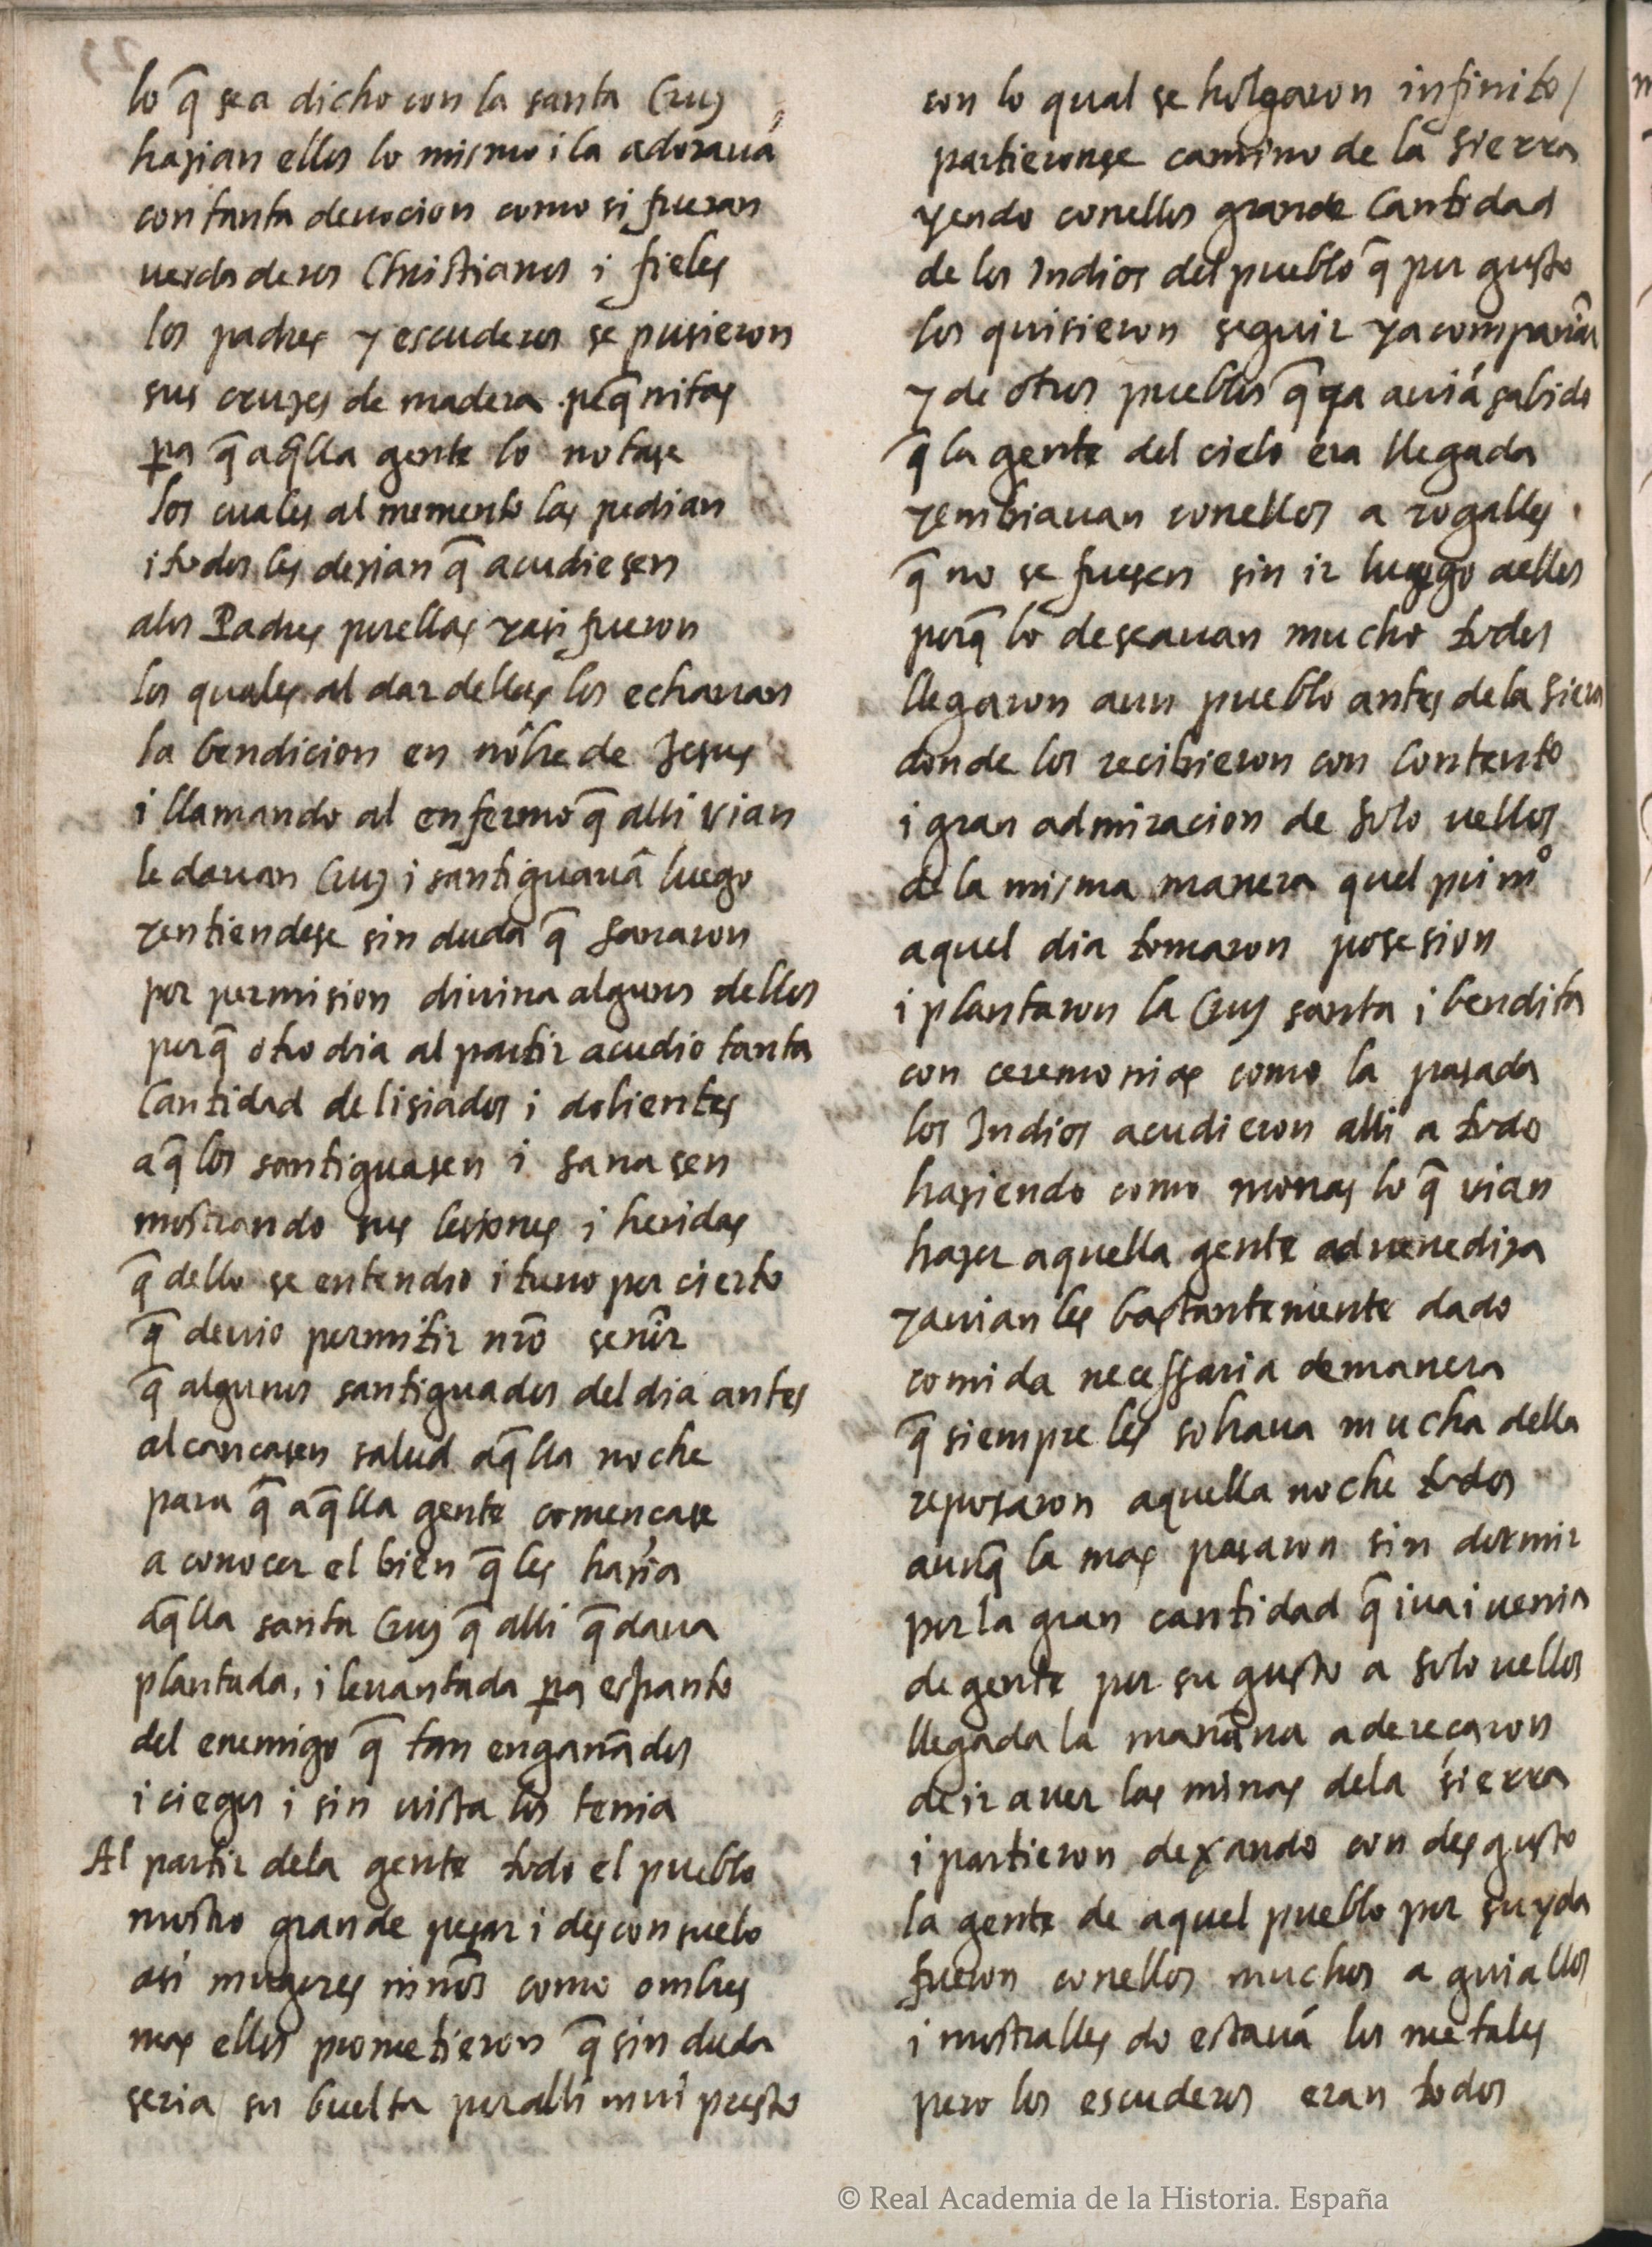 lo q̃ se a dicho con la santa Cruz
hazian ellos lo mismo i la adorauã
con tanta deuocion como si fueran
uerdaderos Christianos i fieles
los padres y escuderos se pusieron
sus cruzes de madera peq̃nitas
pa q̃ aq̃lla gente lo notase
los cuales al memento las pedian
i todos les dezian q̃ acudiesen
alos Padres porellas yasi fueron
los quales al dar dellas los echauan
la bendicion en nõbre de Jesus
i llamando al enfermo q̃ alli vian
le dauan Cruz i santiguauã luego
yentiendese sin duda q̃ sanaron
por permision diuina algunos dellos
porq̃ otro dia al partir acudio tanta
Cantidad de lisiados i dolientes
a q̃ los santiguasen i sanasen
mostrando sus lesiones i heridas
q̃ dello se entendio i tuuo por cierto
q̃ deuio permitir nrõ señor
q̃ algunos santiguados del dia antes
alcancasen salud aq̃lla noche
para q̃ aq̃lla gente comencase
a conocer el bien q̃ les hazia
aq̃lla santa Cruz q̃ alli q̃daua
plantada, i leuantada pa espanto
del enemigo q̃ tan engañados
i ciegos i sin uista los tenia
Al partir dela gente todo el pueblo
mostro grande pesar i desconsuelo
asi mugeres niños como ombres
mas ellos prometieron q̃ sin duda
seria su buelta por alli mui presto
con lo qual se holgaron infinito /
partieronse camino de la sierra
yendo conellos grande Cantidad
de los Indios del pueblo q̃ por gusto
los quisieron seguir yacompañar
y de otros pueblos q̃ ya auiã sabido
q̃ la gente del cielo era llegada
yembiauan conellos a rogalles
q̃ no se fuesen sin ir luego aellos
porq̃ lo deseauan mucho todos
llegaron aun pueblo antes dela sierra
donde los recibieron con Contento
i gran admiracion de solo uellos
de la misma manera quel primº
aquel dia tomaron posesion
i plantaron la Cruz santa i bendita
con ceremonias como la pasada
los Indios acudieron alli a todo
haziendo como monas lo q̃ vian
hazer aquella gente aduenediza
yauian les bastantemente dado
comida necessaria demanera
q̃ siempre les sobraua mucha della
reposaron aquella noche todos
aunq̃ la mas pasaron sin dormir
por la gran cantidad q̃ iua i uenia
de gente por su gusto a solo uellos
llegada la mañana aderecaron
de ir a uer las minas dela sierra
i partieron dexando con desgusto
la gente de aquel pueblo por su yda
fueron conellos muchos a guiallos
i mostralles do estauã los metales
pero los escuderos eran todos
© Real Academia de la Historia. España